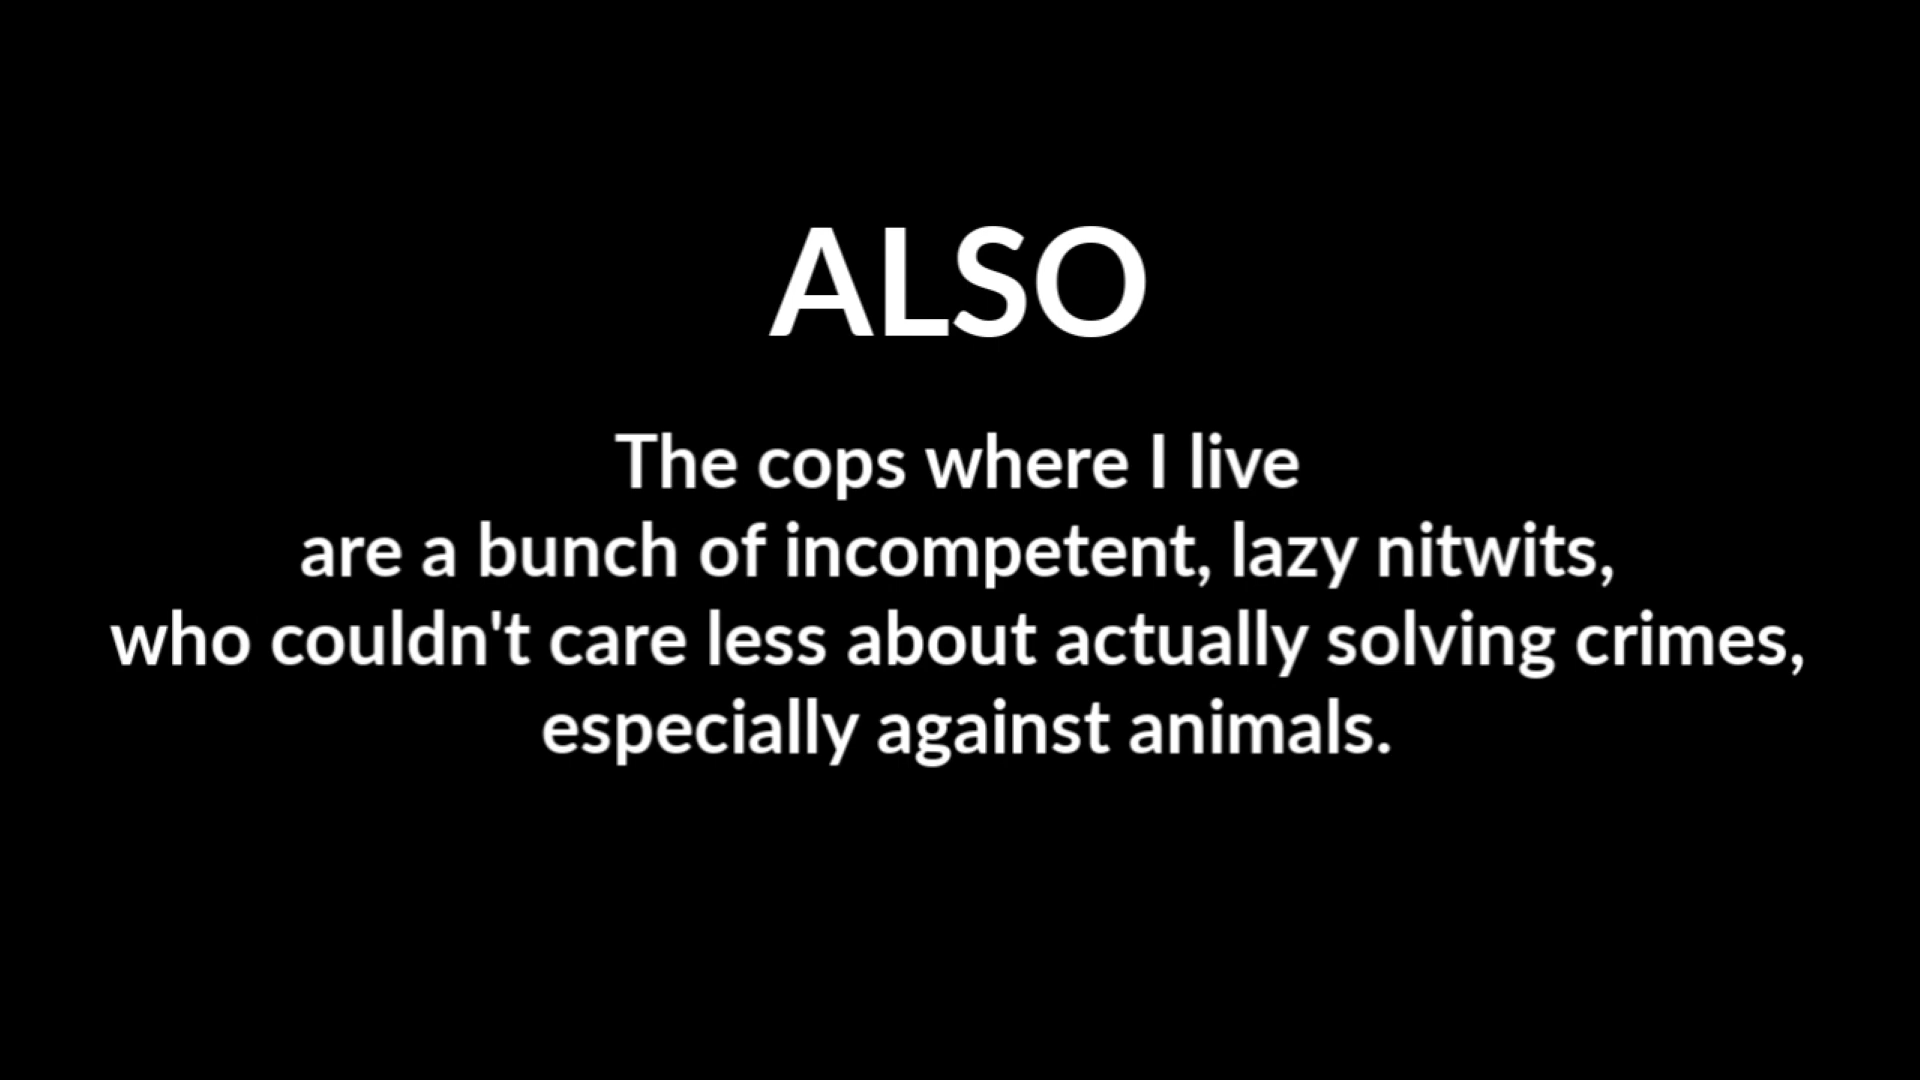 ALSO
The cops where I live
are a bunch of incompetent, lazy nitwits,
who couldn't care less about actually solving crimes,
especially against animals.